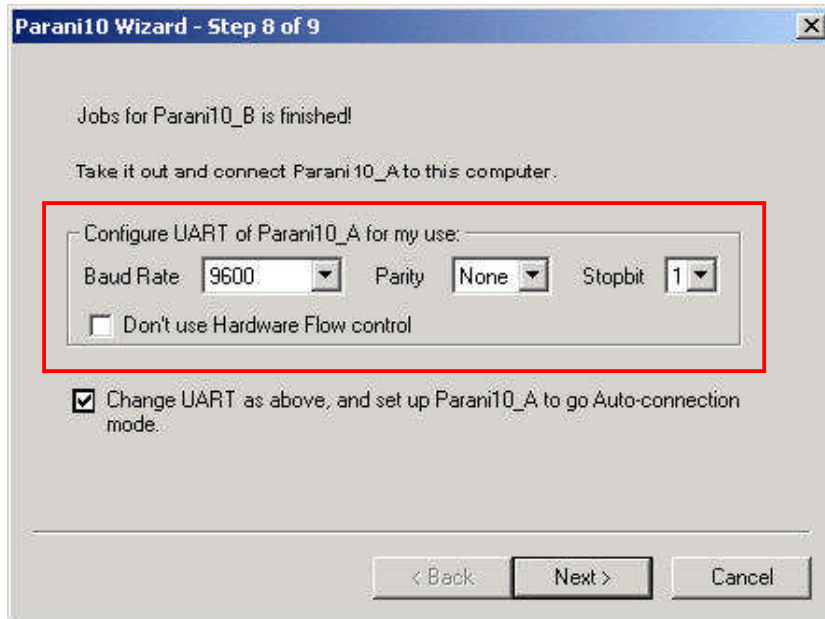 Parani10 Wizard - Step 8 of 9
Jobs for Parani10_B is finished!
Take it out and connect Parani10_A to this computer.
Configure UART of Parani10_A for my use:
Baud Rate 9600 Parity None Stopbit 1
Don't use Hardware Flow control
Change UART as above, and set up Parani10_A to go Auto-connection
mode.
< Back Next > Cancel